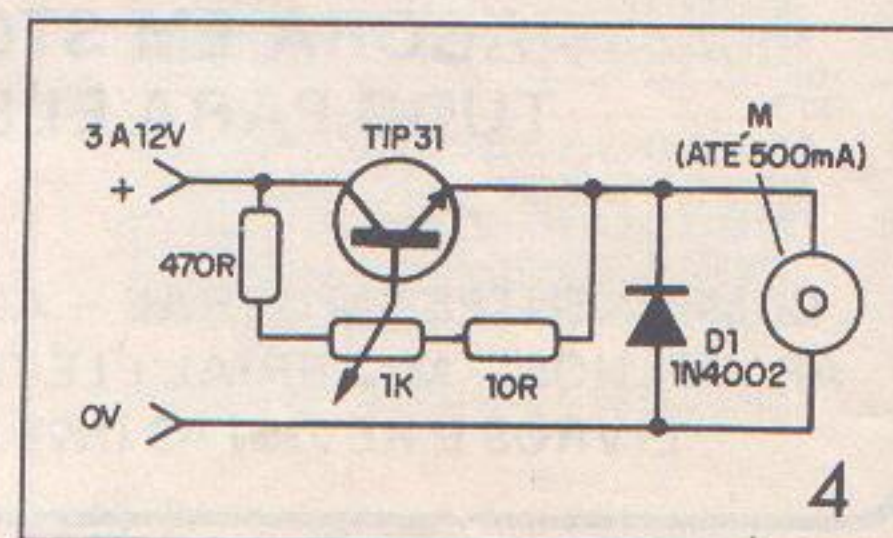 3 A 12V
+
TIP31
M
(ATÉ 500mA)
470R
1K
10R
D1
1N4002
0V
4